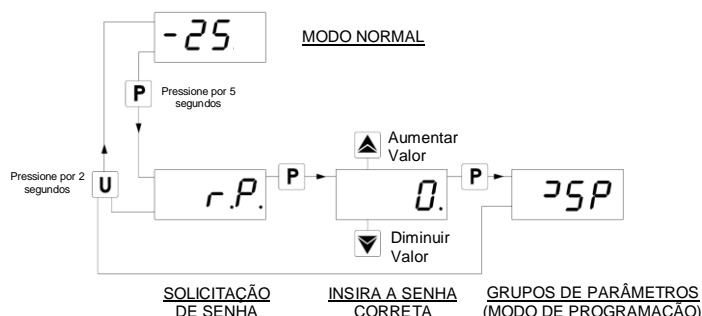 -25
MODO NORMAL
P
Pressione por 5
segundos
Aumentar
Valor
Pressione por 2
segundos
U
r.P.
P
0.
P
ᴐSP
Diminuir
Valor
SOLICITAÇÃO
DE SENHA
INSIRA A SENHA
CORRETA
GRUPOS DE PARÂMETROS
(MODO DE PROGRAMAÇÃO)